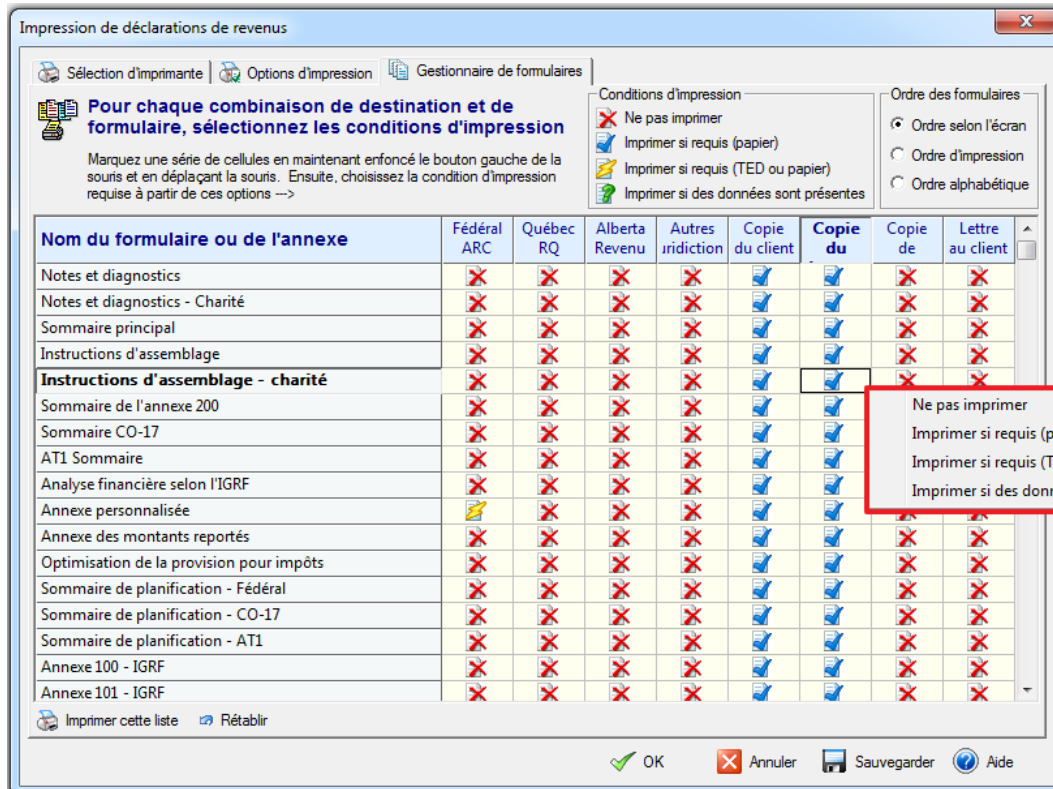 Impression de déclarations de revenus
Sélection d'imprimante
Options d'impression
Gestionnaire de formulaires
Pour chaque combinaison de destination et de
formulaire, sélectionnez les conditions d'impression
Marquez une série de cellules en maintenant enfoncé le bouton gauche de la
souris et en déplaçant la souris. Ensuite, choisissez la condition d'impression
requise à partir de ces options --->
Conditions d'impression
Ne pas imprimer
Imprimer si requis (papier)
Imprimer si requis (TED ou papier)
Imprimer si des données sont présentes
Ordre des formulaires
Ordre selon l'écran
Ordre d'impression
Ordre alphabétique
Nom du formulaire ou de l'annexe
Fédéral
ARC
Québec
RQ
Alberta
Revenu
Autres
uridiction
Copie
du client
Copie
du
Copie
de
Lettre
au client
Notes et diagnostics
Notes et diagnostics - Charité
Sommaire principal
Instructions d'assemblage
Instructions d'assemblage - charité
Sommaire de l'annexe 200
Sommaire CO-17
AT1 Sommaire
Analyse financière selon l'IGRF
Annexe personnalisée
Annexe des montants reportés
Optimisation de la provision pour impôts
Sommaire de planification - Fédéral
Sommaire de planification - CO-17
Sommaire de planification - AT1
Annexe 100 - IGRF
Annexe 101 - IGRF
Ne pas imprimer
Imprimer si requis (p
Imprimer si requis (T
Imprimer si des donn
Imprimer cette liste
Rétablir
OK
Annuler
Sauvegarder
Aide